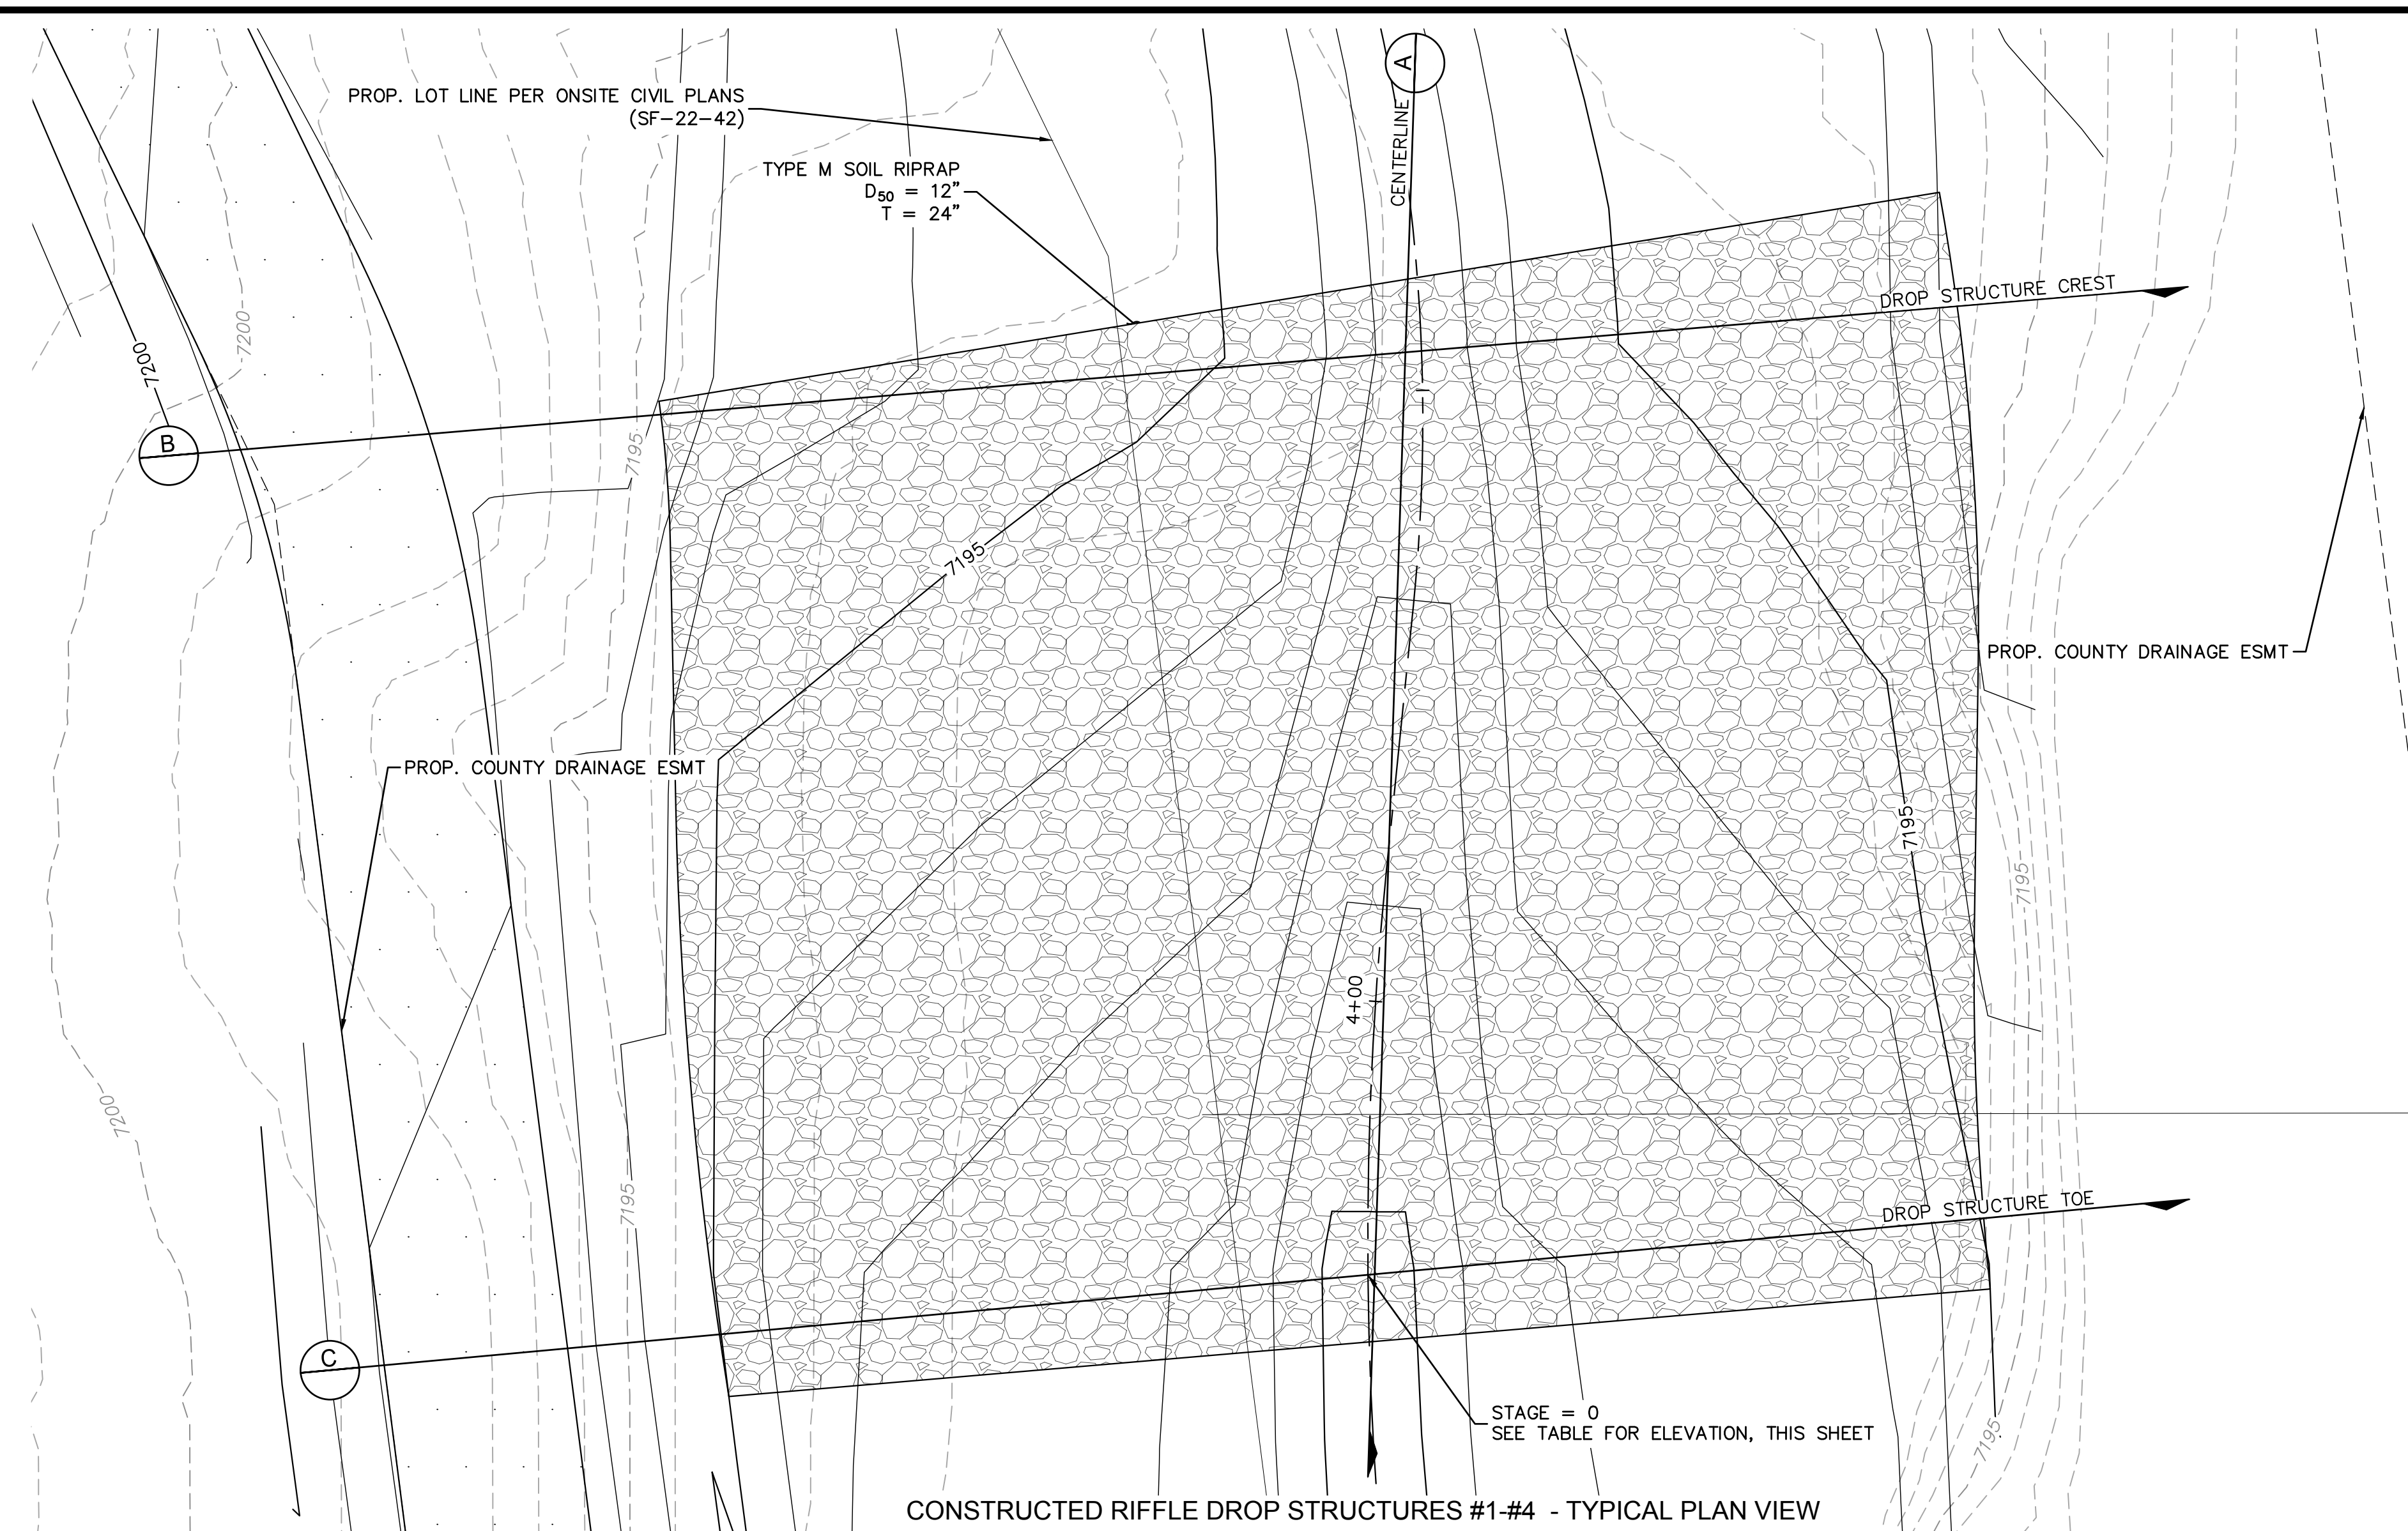 PROP. LOT LINE PER ONSITE CIVIL PLANS
(SF-22-42)
A
CENTERLINE
TYPE M SOIL RIPRAP
D₅₀ = 12"
T = 24"
DROP STRUCTURE CREST
7200
7200
B
7195
7195
PROP. COUNTY DRAINAGE ESMT
PROP. COUNTY DRAINAGE ESMT
7195
7195
4+00
7200
7195
DROP STRUCTURE TOE
C
STAGE = 0
SEE TABLE FOR ELEVATION, THIS SHEET
7195
CONSTRUCTED RIFFLE DROP STRUCTURES #1-#4 - TYPICAL PLAN VIEW